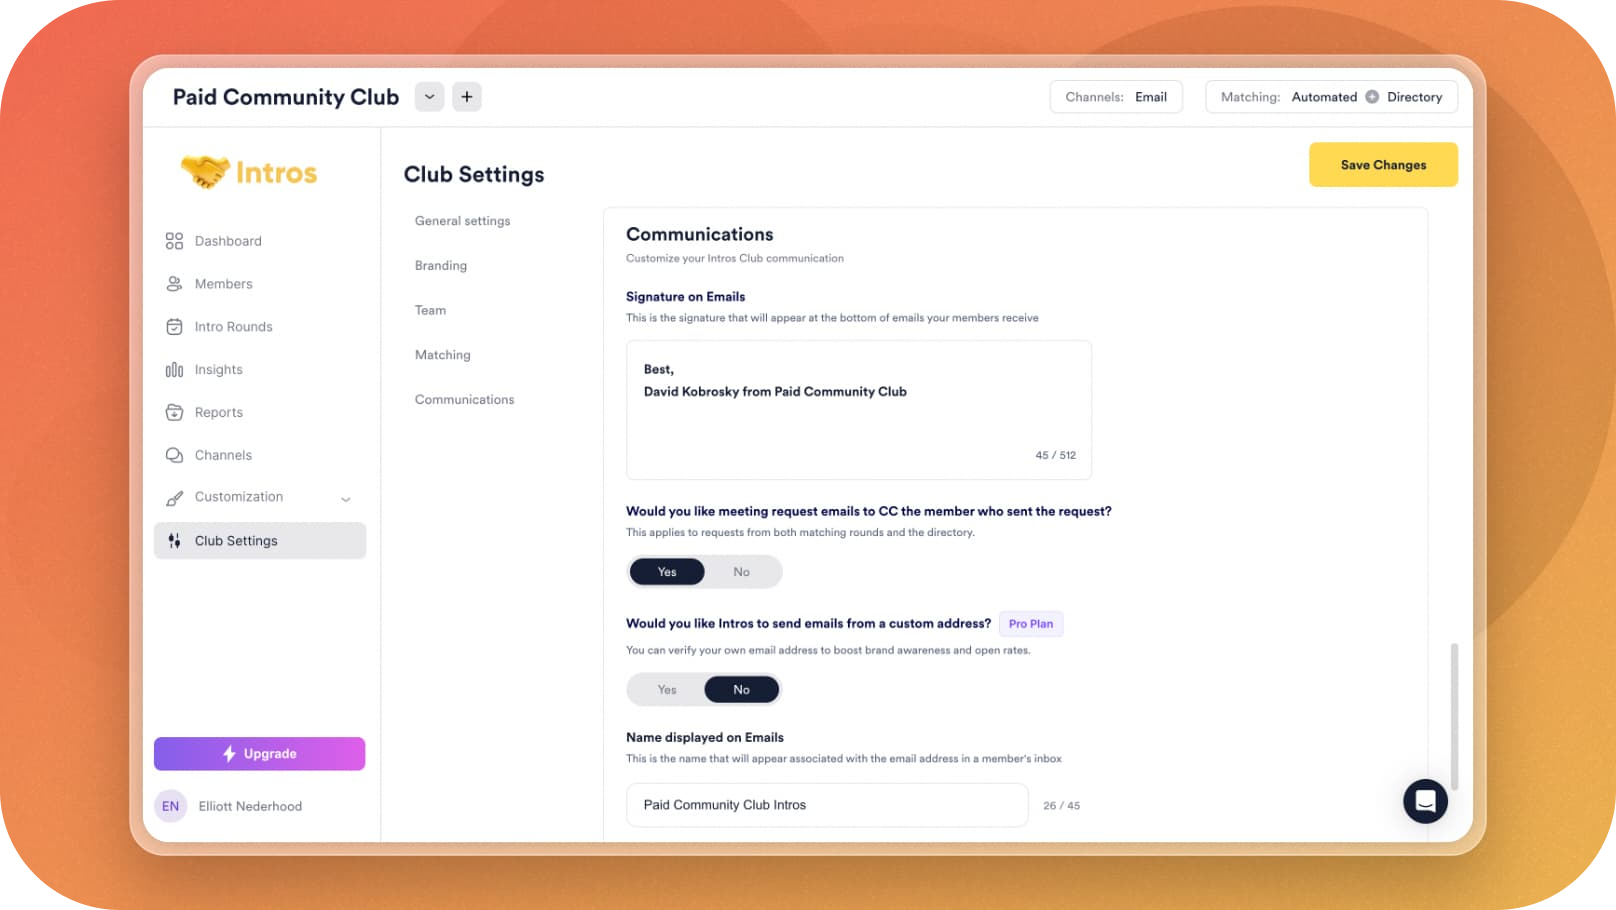 Paid Community Club
Channels: Email
Matching: Automated Directory
Intros
Dashboard
Members
Intro Rounds
Insights
Reports
Channels
Customization
Club Settings
Upgrade
EN Elliott Nederhood
Club Settings
Save Changes
General settings
Branding
Team
Matching
Communications
Communications
Customize your Intros Club communication
Signature on Emails
This is the signature that will appear at the bottom of emails your members receive
Best,
David Kobrosky from Paid Community Club
45 / 512
Would you like meeting request emails to CC the member who sent the request?
This applies to requests from both matching rounds and the directory.
Yes No
Would you like Intros to send emails from a custom address? Pro Plan
You can verify your own email address to boost brand awareness and open rates.
Yes No
Name displayed on Emails
This is the name that will appear associated with the email address in a member's inbox
Paid Community Club Intros 26 / 45